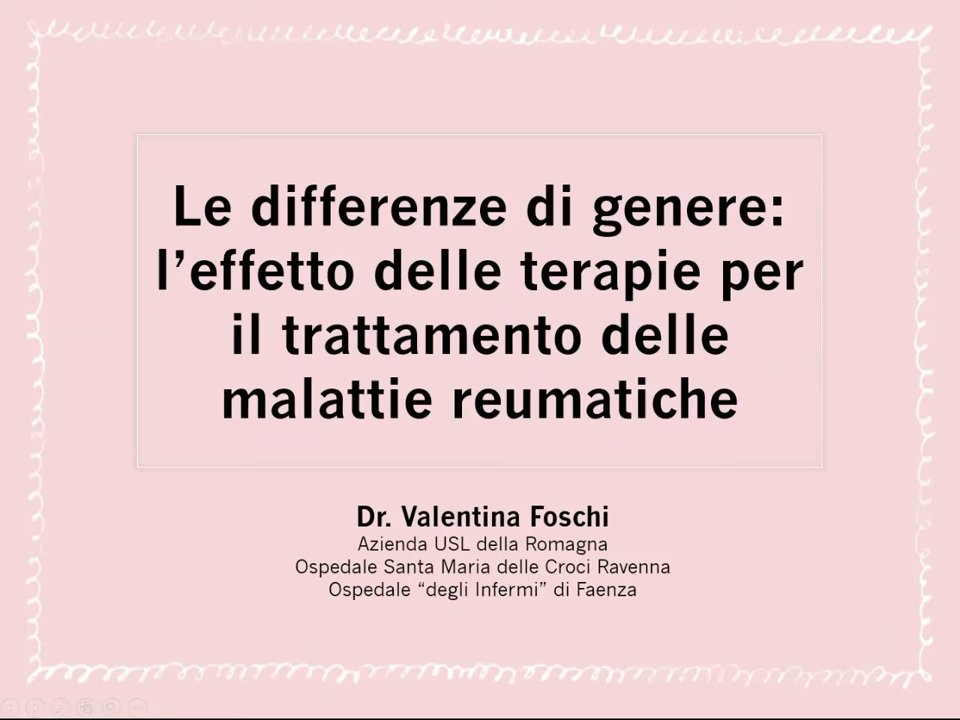 Le differenze di genere:
l’effetto delle terapie per
il trattamento delle
malattie reumatiche
Dr. Valentina Foschi
Azienda USL della Romagna
Ospedale Santa Maria delle Croci Ravenna
Ospedale “degli Infermi” di Faenza